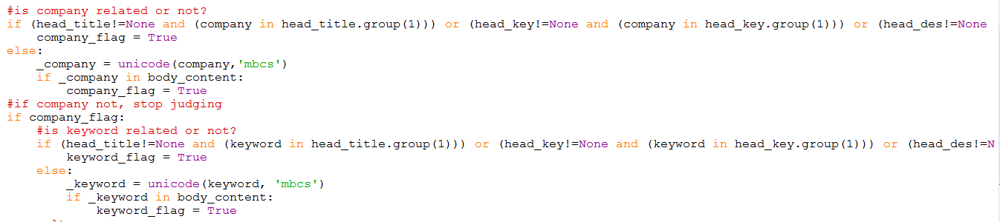 #is company related or not?
if (head_title!=None and (company in head_title.group(1))) or (head_key!=None and (company in head_key.group(1))) or (head_des!=None
    company_flag = True
else:
    _company = unicode(company,'mbcs')
    if _company in body_content:
        company_flag = True
#if company not, stop judging
if company_flag:
    #is keyword related or not?
    if (head_title!=None and (keyword in head_title.group(1))) or (head_key!=None and (keyword in head_key.group(1))) or (head_des!=N
        keyword_flag = True
    else:
        _keyword = unicode(keyword, 'mbcs')
        if _keyword in body_content:
            keyword_flag = True